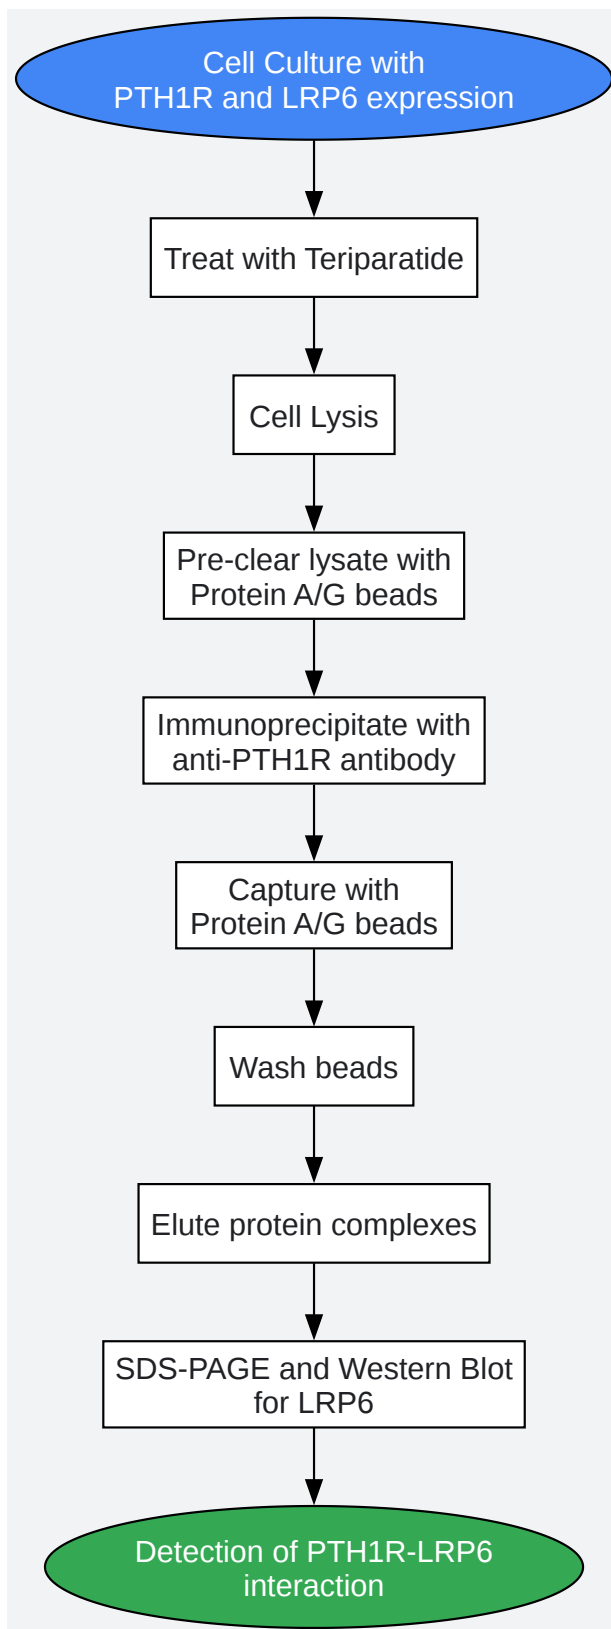 Cell Culture with
PTH1R and LRP6 expression
Treat with Teriparatide
Cell Lysis
Pre-clear lysate with
Protein A/G beads
Immunoprecipitate with
anti-PTH1R antibody
Capture with
Protein A/G beads
Wash beads
Elute protein complexes
SDS-PAGE and Western Blot
for LRP6
Detection of PTH1R-LRP6
interaction